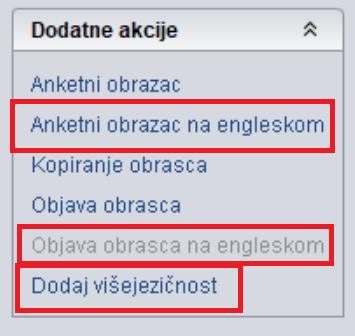 Dodatne akcije
Anketni obrazac
Anketni obrazac na engleskom
Kopiranje obrasca
Objava obrasca
Objava obrasca na engleskom
Dodaj višejezičnost